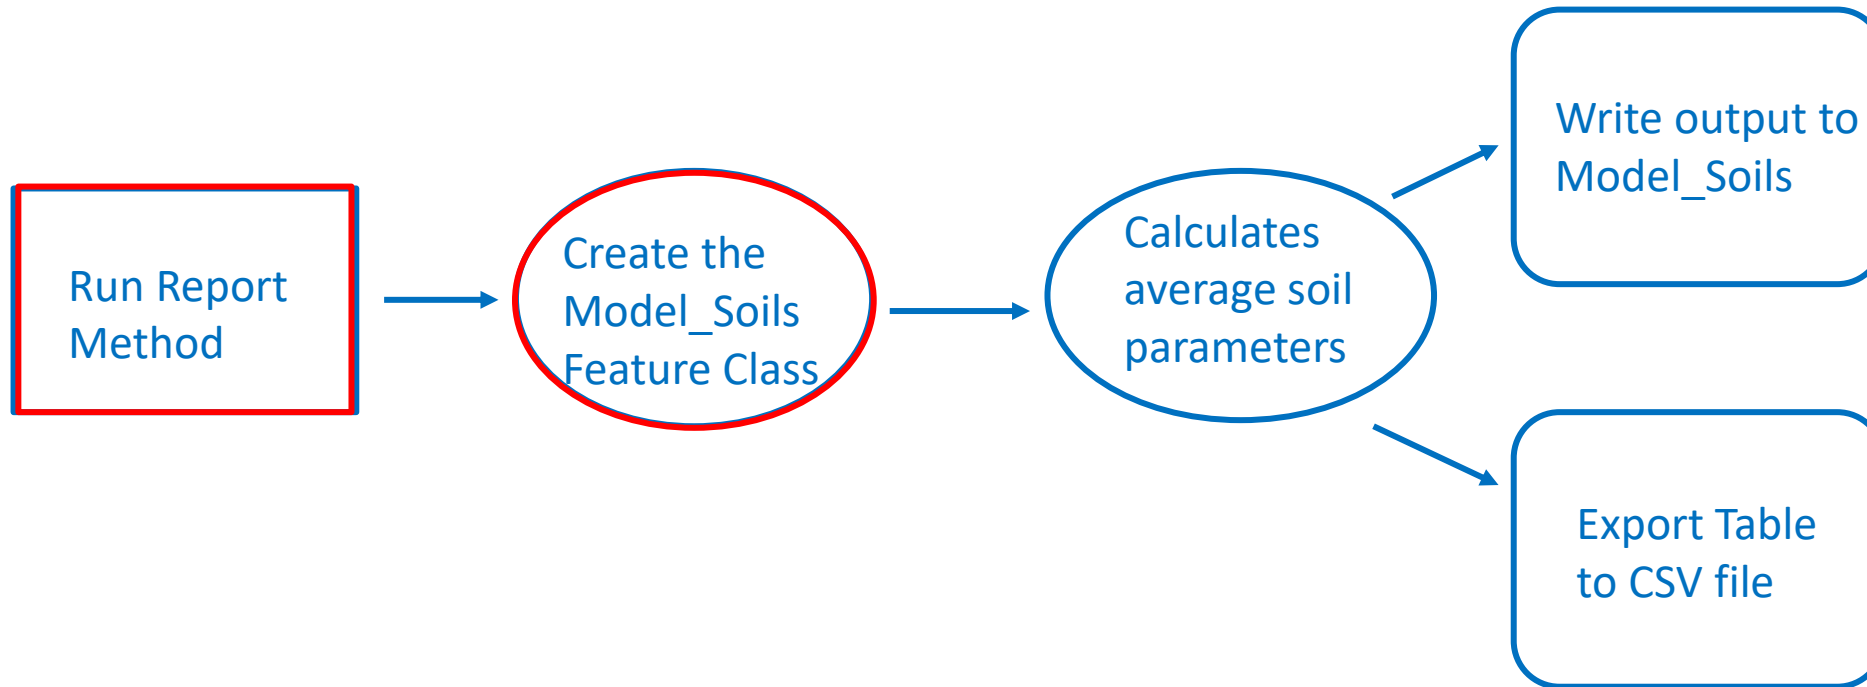 Run Report
Method
Create the
Model_Soils
Feature Class
Calculates
average soil
parameters
Write output to
Model_Soils
Export Table
to CSV file